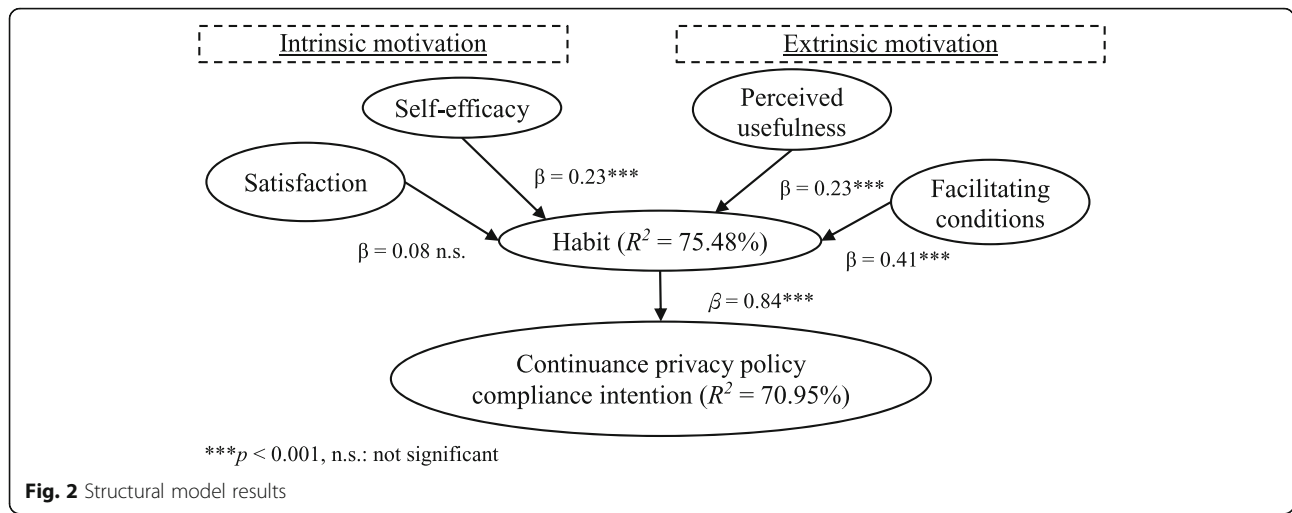 Intrinsic motivation
Extrinsic motivation
Self-efficacy
Perceived
usefulness
Satisfaction
β = 0.23***
β = 0.23***
Facilitating
conditions
β = 0.08 n.s.
Habit (R² = 75.48%)
β = 0.41***
β = 0.84***
Continuance privacy policy
compliance intention (R² = 70.95%)
***p < 0.001, n.s.: not significant
Fig. 2 Structural model results